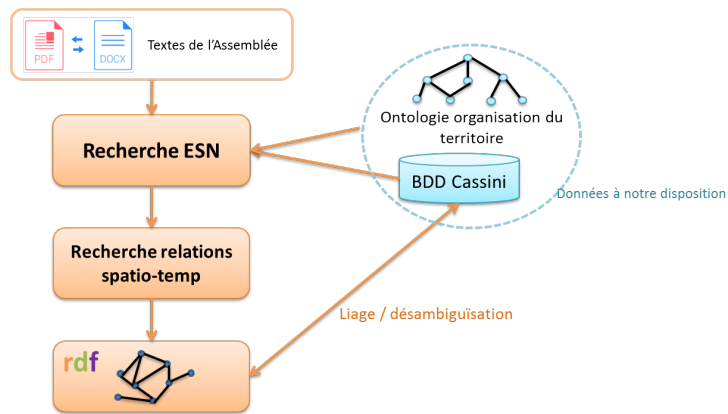 PDF
DOCX
Textes de l'Assemblée
Ontologie organisation du
territoire
Recherche ESN
BDD Cassini
Données à notre disposition
Recherche relations
spatio-temp
Liage / désambiguïsation
rdf